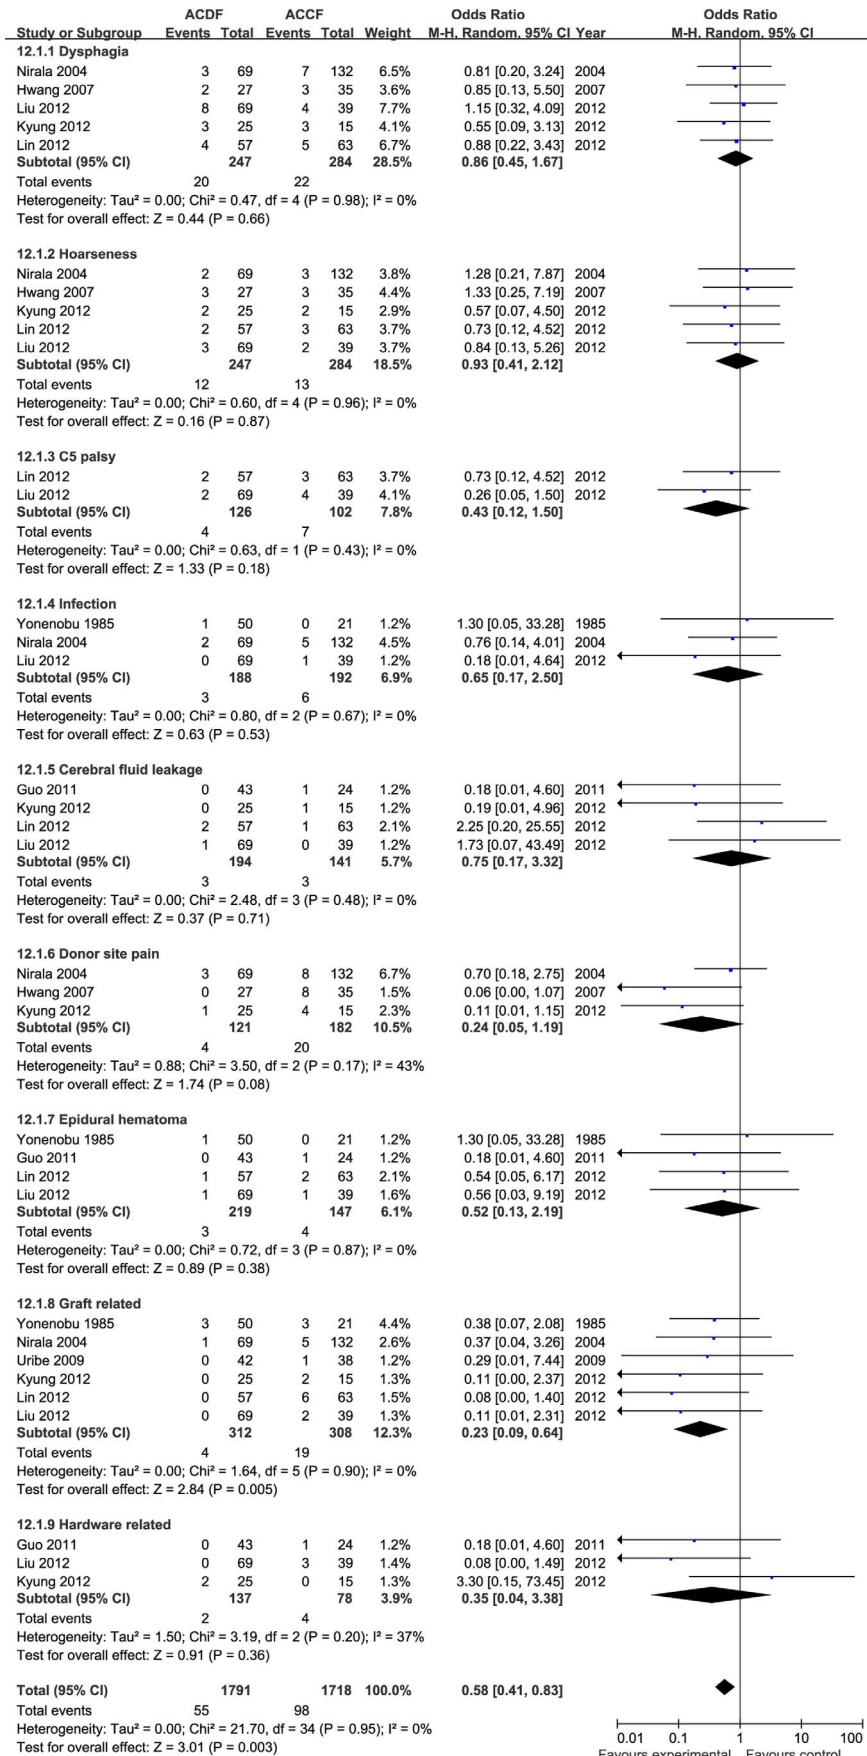 ACDF ACCF Odds Ratio Odds Ratio
Study or Subgroup Events Total Events Total Weight M-H, Random, 95% CI Year M-H, Random, 95% CI
12.1.1 Dysphagia
Nirala 2004 3 69 7 132 6.5% 0.81 [0.20, 3.24] 2004
Hwang 2007 2 27 3 35 3.6% 0.85 [0.13, 5.50] 2007
Liu 2012 8 69 4 39 7.7% 1.15 [0.32, 4.09] 2012
Kyung 2012 3 25 3 15 4.1% 0.55 [0.09, 3.13] 2012
Lin 2012 4 57 5 63 6.7% 0.88 [0.22, 3.43] 2012
Subtotal (95% CI) 247 284 28.5% 0.86 [0.45, 1.67]
Total events 20 22
Heterogeneity: Tau² = 0.00; Chi² = 0.47, df = 4 (P = 0.98); I² = 0%
Test for overall effect: Z = 0.44 (P = 0.66)
12.1.2 Hoarseness
Nirala 2004 2 69 3 132 3.8% 1.28 [0.21, 7.87] 2004
Hwang 2007 3 27 3 35 4.4% 1.33 [0.25, 7.19] 2007
Kyung 2012 2 25 2 15 2.9% 0.57 [0.07, 4.50] 2012
Lin 2012 2 57 3 63 3.7% 0.73 [0.12, 4.52] 2012
Liu 2012 3 69 2 39 3.7% 0.84 [0.13, 5.26] 2012
Subtotal (95% CI) 247 284 18.5% 0.93 [0.41, 2.12]
Total events 12 13
Heterogeneity: Tau² = 0.00; Chi² = 0.60, df = 4 (P = 0.96); I² = 0%
Test for overall effect: Z = 0.16 (P = 0.87)
12.1.3 C5 palsy
Lin 2012 2 57 3 63 3.7% 0.73 [0.12, 4.52] 2012
Liu 2012 2 69 4 39 4.1% 0.26 [0.05, 1.50] 2012
Subtotal (95% CI) 126 102 7.8% 0.43 [0.12, 1.50]
Total events 4 7
Heterogeneity: Tau² = 0.00; Chi² = 0.63, df = 1 (P = 0.43); I² = 0%
Test for overall effect: Z = 1.33 (P = 0.18)
12.1.4 Infection
Yonenobu 1985 1 50 0 21 1.2% 1.30 [0.05, 33.28] 1985
Nirala 2004 2 69 5 132 4.5% 0.76 [0.14, 4.01] 2004
Liu 2012 0 69 1 39 1.2% 0.18 [0.01, 4.64] 2012
Subtotal (95% CI) 188 192 6.9% 0.65 [0.17, 2.50]
Total events 3 6
Heterogeneity: Tau² = 0.00; Chi² = 0.80, df = 2 (P = 0.67); I² = 0%
Test for overall effect: Z = 0.63 (P = 0.53)
12.1.5 Cerebral fluid leakage
Guo 2011 0 43 1 24 1.2% 0.18 [0.01, 4.60] 2011
Kyung 2012 0 25 1 15 1.2% 0.19 [0.01, 4.96] 2012
Lin 2012 2 57 1 63 2.1% 2.25 [0.20, 25.55] 2012
Liu 2012 1 69 0 39 1.2% 1.73 [0.07, 43.49] 2012
Subtotal (95% CI) 194 141 5.7% 0.75 [0.17, 3.32]
Total events 3 3
Heterogeneity: Tau² = 0.00; Chi² = 2.48, df = 3 (P = 0.48); I² = 0%
Test for overall effect: Z = 0.37 (P = 0.71)
12.1.6 Donor site pain
Nirala 2004 3 69 8 132 6.7% 0.70 [0.18, 2.75] 2004
Hwang 2007 0 27 8 35 1.5% 0.06 [0.00, 1.07] 2007
Kyung 2012 1 25 4 15 2.3% 0.11 [0.01, 1.15] 2012
Subtotal (95% CI) 121 182 10.5% 0.24 [0.05, 1.19]
Total events 4 20
Heterogeneity: Tau² = 0.88; Chi² = 3.50, df = 2 (P = 0.17); I² = 43%
Test for overall effect: Z = 1.74 (P = 0.08)
12.1.7 Epidural hematoma
Yonenobu 1985 1 50 0 21 1.2% 1.30 [0.05, 33.28] 1985
Guo 2011 0 43 1 24 1.2% 0.18 [0.01, 4.60] 2011
Lin 2012 1 57 2 63 2.1% 0.54 [0.05, 6.17] 2012
Liu 2012 1 69 1 39 1.6% 0.56 [0.03, 9.19] 2012
Subtotal (95% CI) 219 147 6.1% 0.52 [0.13, 2.19]
Total events 3 4
Heterogeneity: Tau² = 0.00; Chi² = 0.72, df = 3 (P = 0.87); I² = 0%
Test for overall effect: Z = 0.89 (P = 0.38)
12.1.8 Graft related
Yonenobu 1985 3 50 3 21 4.4% 0.38 [0.07, 2.08] 1985
Nirala 2004 1 69 5 132 2.6% 0.37 [0.04, 3.26] 2004
Uribe 2009 0 42 1 38 1.2% 0.29 [0.01, 7.44] 2009
Kyung 2012 0 25 2 15 1.3% 0.11 [0.00, 2.37] 2012
Lin 2012 0 57 6 63 1.5% 0.08 [0.00, 1.40] 2012
Liu 2012 0 69 2 39 1.3% 0.11 [0.01, 2.31] 2012
Subtotal (95% CI) 312 308 12.3% 0.23 [0.09, 0.64]
Total events 4 19
Heterogeneity: Tau² = 0.00; Chi² = 1.64, df = 5 (P = 0.90); I² = 0%
Test for overall effect: Z = 2.84 (P = 0.005)
12.1.9 Hardware related
Guo 2011 0 43 1 24 1.2% 0.18 [0.01, 4.60] 2011
Liu 2012 0 69 3 39 1.4% 0.08 [0.00, 1.49] 2012
Kyung 2012 2 25 0 15 1.3% 3.30 [0.15, 73.45] 2012
Subtotal (95% CI) 137 78 3.9% 0.35 [0.04, 3.38]
Total events 2 4
Heterogeneity: Tau² = 1.50; Chi² = 3.19, df = 2 (P = 0.20); I² = 37%
Test for overall effect: Z = 0.91 (P = 0.36)
Total (95% CI) 1791 1718 100.0% 0.58 [0.41, 0.83]
Total events 55 98
Heterogeneity: Tau² = 0.00; Chi² = 21.70, df = 34 (P = 0.95); I² = 0%
Test for overall effect: Z = 3.01 (P = 0.003)
0.01 0.1 1 10 100
Favours experimental Favours control